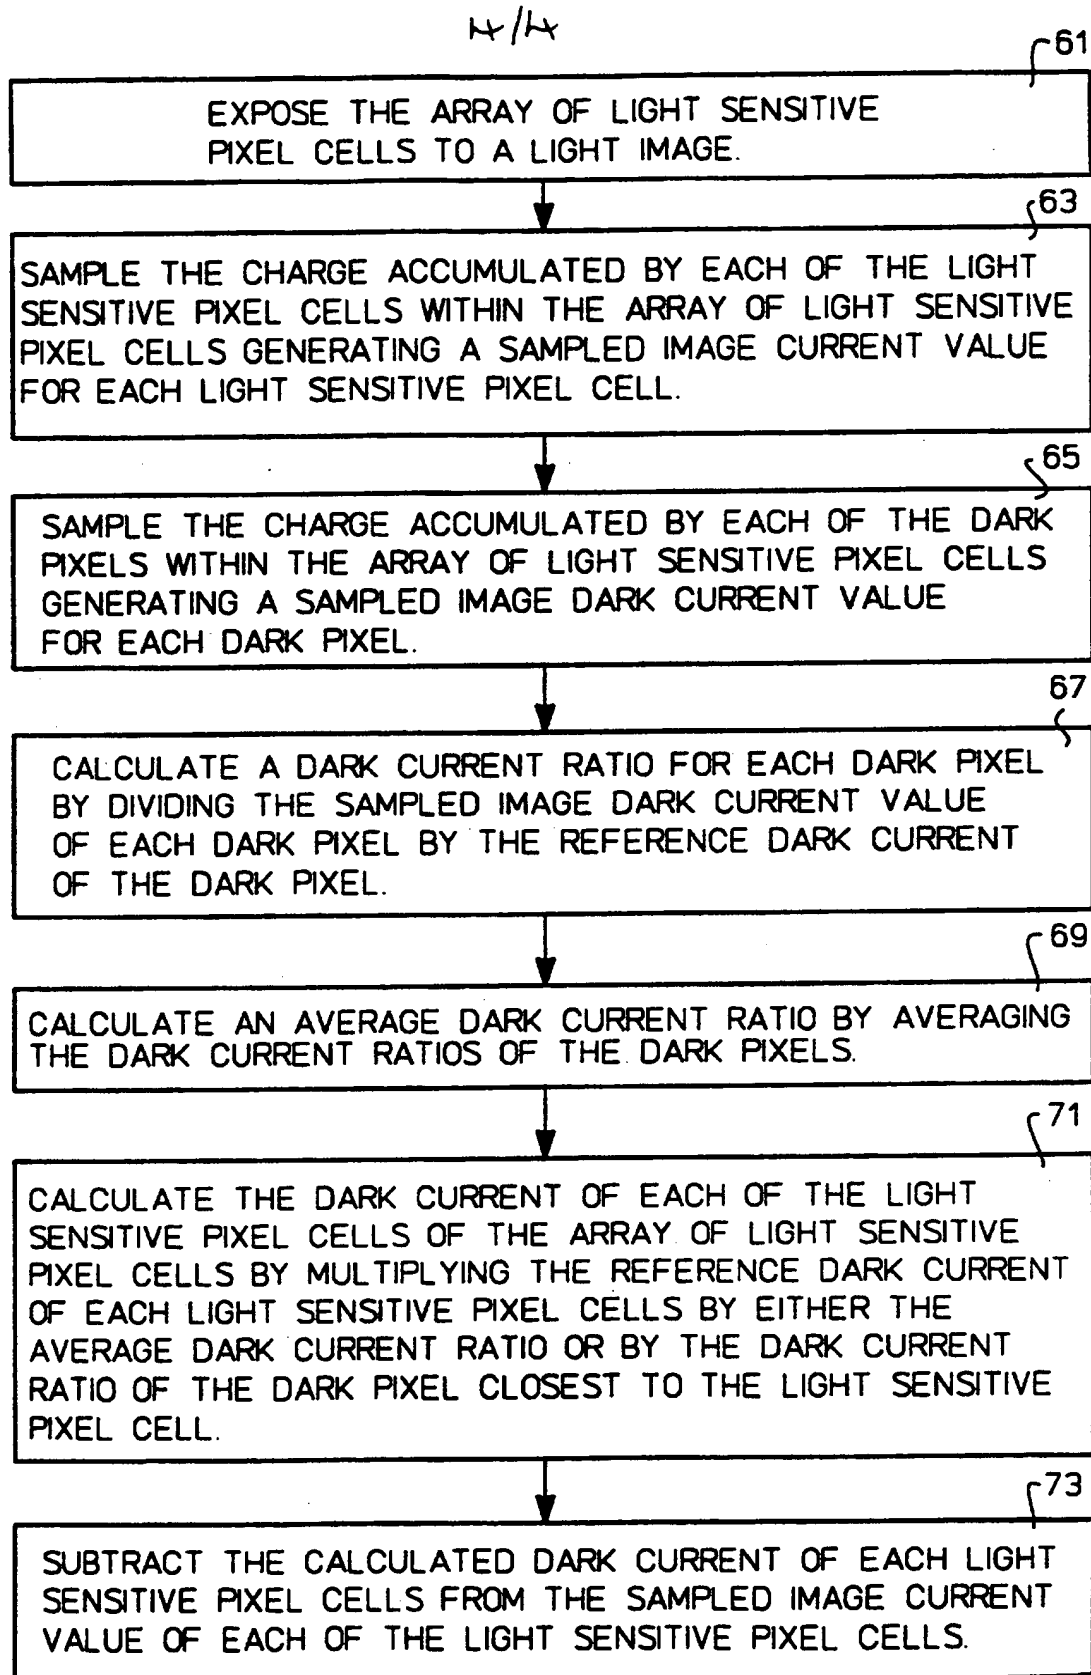 4/4
61
EXPOSE THE ARRAY OF LIGHT SENSITIVE
PIXEL CELLS TO A LIGHT IMAGE.
63
SAMPLE THE CHARGE ACCUMULATED BY EACH OF THE LIGHT
SENSITIVE PIXEL CELLS WITHIN THE ARRAY OF LIGHT SENSITIVE
PIXEL CELLS GENERATING A SAMPLED IMAGE CURRENT VALUE
FOR EACH LIGHT SENSITIVE PIXEL CELL.
65
SAMPLE THE CHARGE ACCUMULATED BY EACH OF THE DARK
PIXELS WITHIN THE ARRAY OF LIGHT SENSITIVE PIXEL CELLS
GENERATING A SAMPLED IMAGE DARK CURRENT VALUE
FOR EACH DARK PIXEL.
67
CALCULATE A DARK CURRENT RATIO FOR EACH DARK PIXEL
BY DIVIDING THE SAMPLED IMAGE DARK CURRENT VALUE
OF EACH DARK PIXEL BY THE REFERENCE DARK CURRENT
OF THE DARK PIXEL.
69
CALCULATE AN AVERAGE DARK CURRENT RATIO BY AVERAGING
THE DARK CURRENT RATIOS OF THE DARK PIXELS.
71
CALCULATE THE DARK CURRENT OF EACH OF THE LIGHT
SENSITIVE PIXEL CELLS OF THE ARRAY OF LIGHT SENSITIVE
PIXEL CELLS BY MULTIPLYING THE REFERENCE DARK CURRENT
OF EACH LIGHT SENSITIVE PIXEL CELLS BY EITHER THE
AVERAGE DARK CURRENT RATIO OR BY THE DARK CURRENT
RATIO OF THE DARK PIXEL CLOSEST TO THE LIGHT SENSITIVE
PIXEL CELL.
73
SUBTRACT THE CALCULATED DARK CURRENT OF EACH LIGHT
SENSITIVE PIXEL CELLS FROM THE SAMPLED IMAGE CURRENT
VALUE OF EACH OF THE LIGHT SENSITIVE PIXEL CELLS.